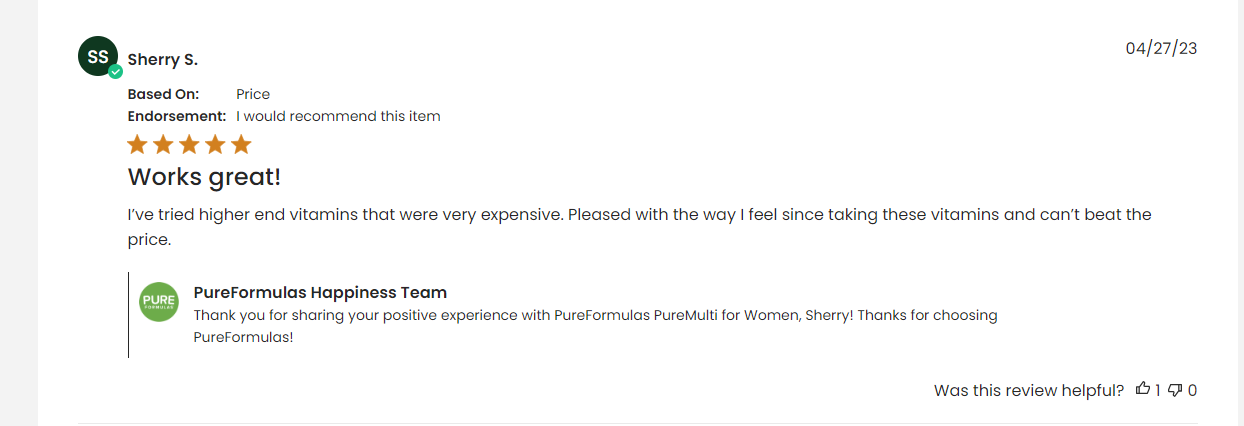 SS
Sherry S.
04/27/23
Based On: Price
Endorsement: I would recommend this item
Works great!
I’ve tried higher end vitamins that were very expensive. Pleased with the way I feel since taking these vitamins and can’t beat the
price.
PURE
FORMULAS
PureFormulas Happiness Team
Thank you for sharing your positive experience with PureFormulas PureMulti for Women, Sherry! Thanks for choosing
PureFormulas!
Was this review helpful? 1 0